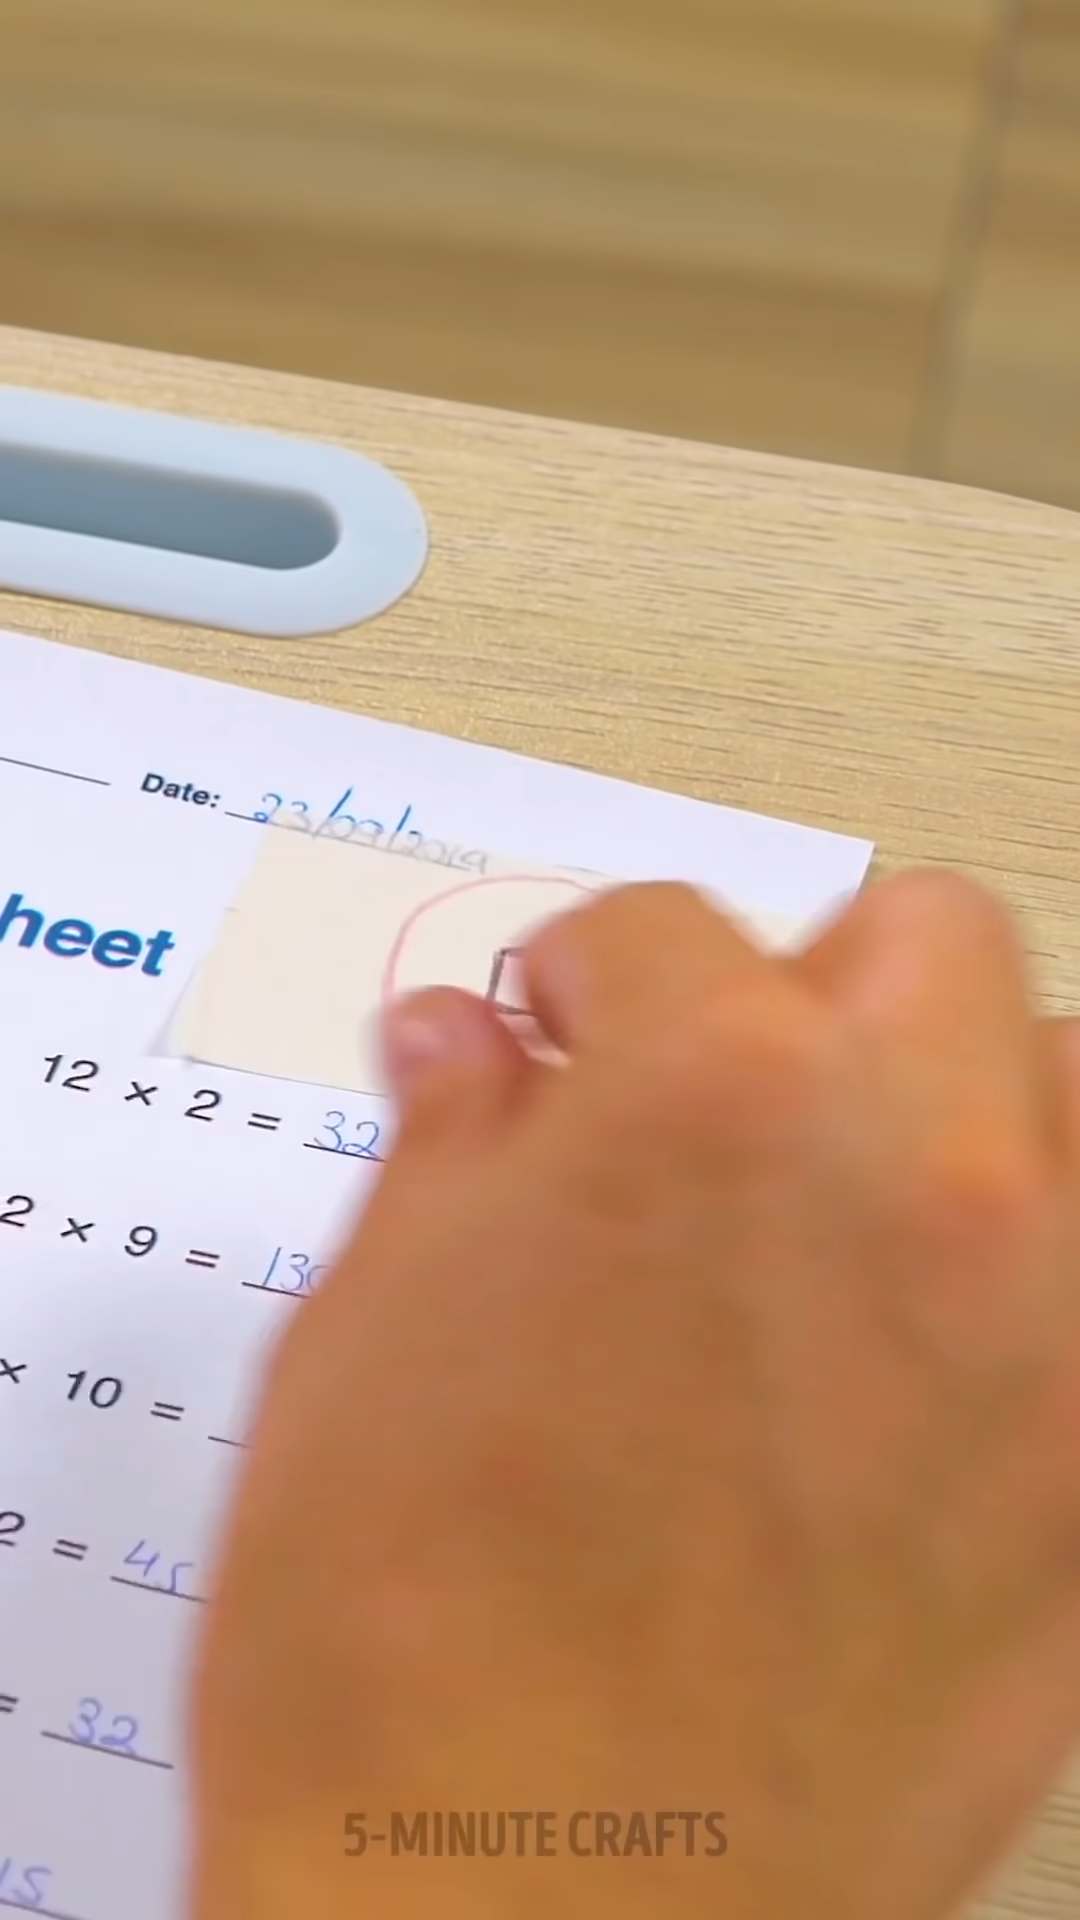 Date: 23/09/2019
heet
12 × 2 = 32
2 × 9 = 13
× 10 =
2 = 45
= 32
15
5-MINUTE CRAFTS